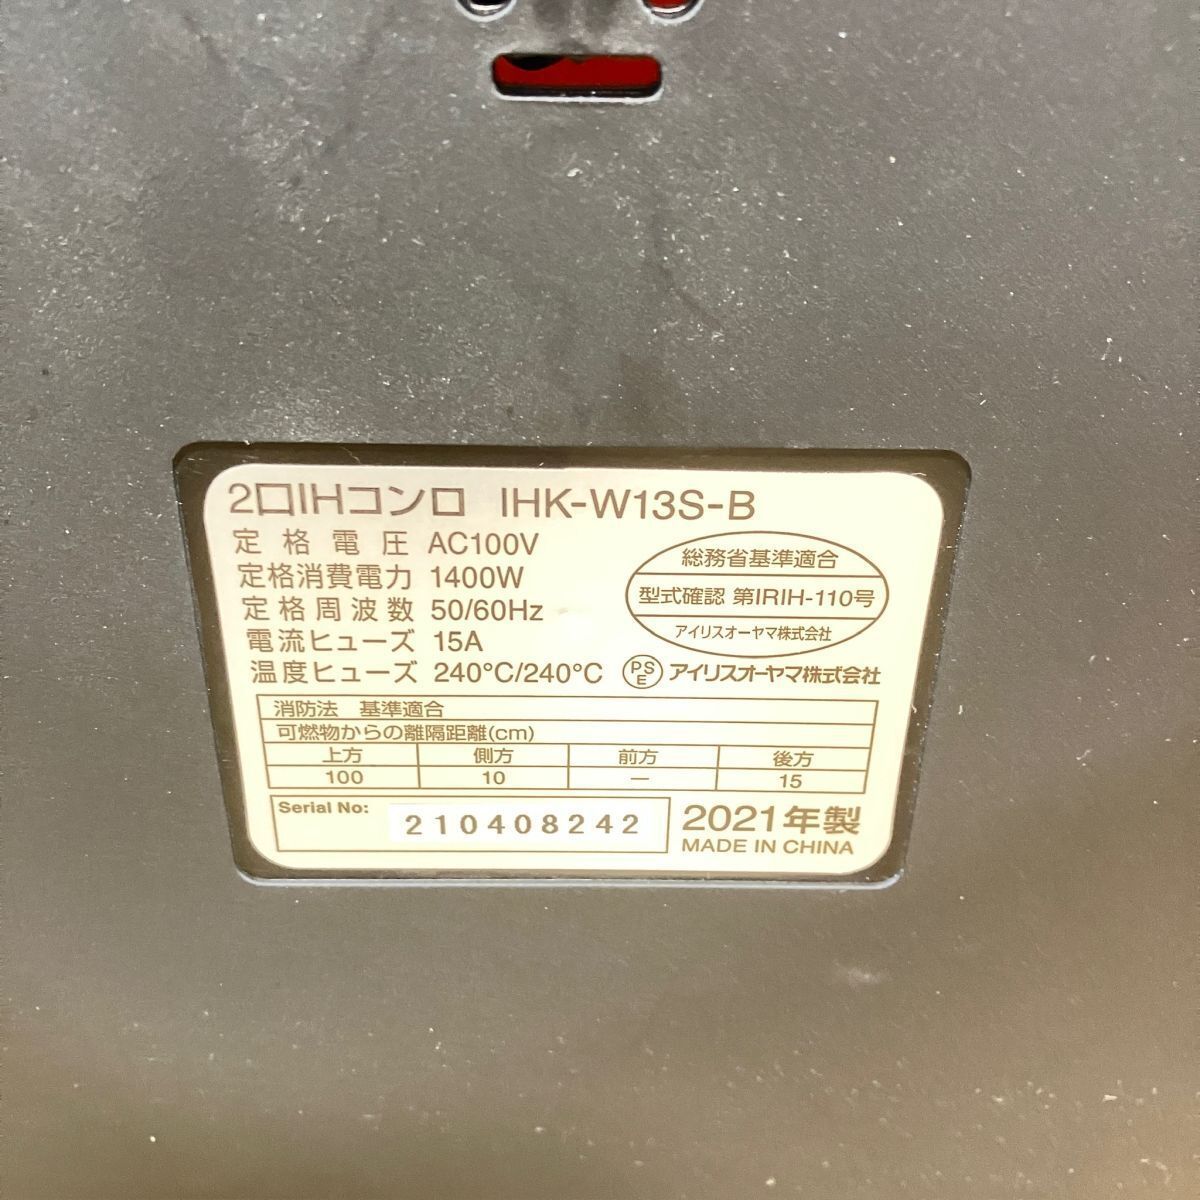 2口IHコンロ IHK-W13S-B
定格電圧 AC100V
定格消費電力 1400W
定格周波数 50/60Hz
電流ヒューズ 15A
温度ヒューズ 240°C/240°C
総務省基準適合
型式確認 第IRIH-110号
アイリスオーヤマ株式会社
PSE アイリスオーヤマ株式会社
消防法 基準適合
可燃物からの離隔距離(cm)
上方 側方 前方 後方
100 10 — 15
Serial No: 210408242
2021年製
MADE IN CHINA